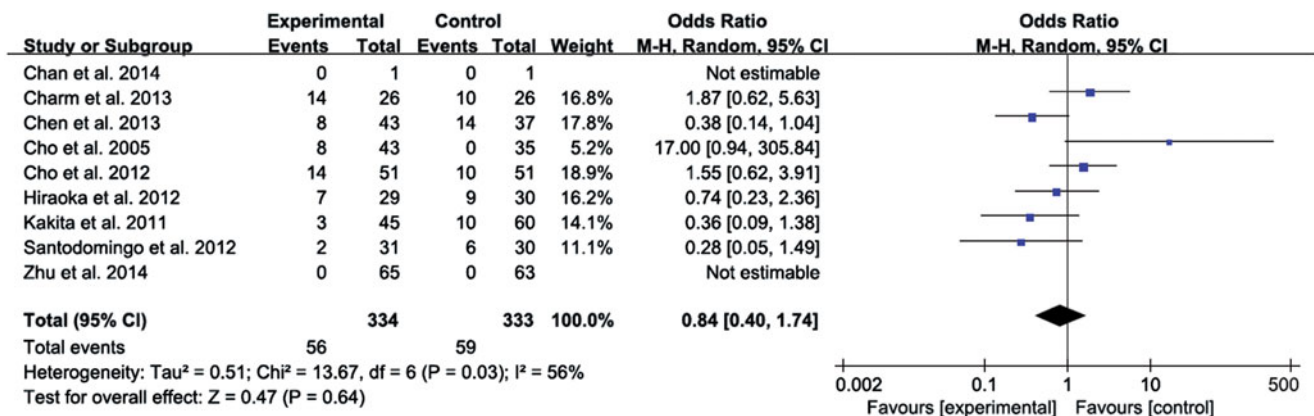 Experimental Control Odds Ratio Odds Ratio
Study or Subgroup Events Total Events Total Weight M-H, Random, 95% CI M-H, Random, 95% CI
Chan et al. 2014 0 1 0 1 Not estimable
Charm et al. 2013 14 26 10 26 16.8% 1.87 [0.62, 5.63]
Chen et al. 2013 8 43 14 37 17.8% 0.38 [0.14, 1.04]
Cho et al. 2005 8 43 0 35 5.2% 17.00 [0.94, 305.84]
Cho et al. 2012 14 51 10 51 18.9% 1.55 [0.62, 3.91]
Hiraoka et al. 2012 7 29 9 30 16.2% 0.74 [0.23, 2.36]
Kakita et al. 2011 3 45 10 60 14.1% 0.36 [0.09, 1.38]
Santodomingo et al. 2012 2 31 6 30 11.1% 0.28 [0.05, 1.49]
Zhu et al. 2014 0 65 0 63 Not estimable
Total (95% CI) 334 333 100.0% 0.84 [0.40, 1.74]
Total events 56 59
Heterogeneity: Tau² = 0.51; Chi² = 13.67, df = 6 (P = 0.03); I² = 56%
Test for overall effect: Z = 0.47 (P = 0.64)
0.002 0.1 1 10 500
Favours [experimental] Favours [control]